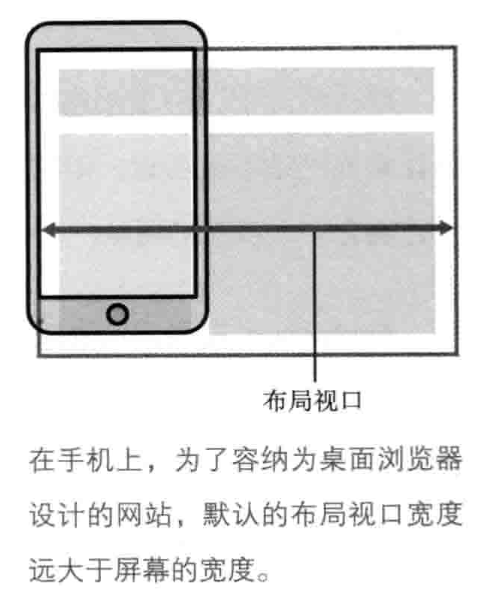 布局视口
在手机上，为了容纳为桌面浏览器
设计的网站，默认的布局视口宽度
远大于屏幕的宽度。